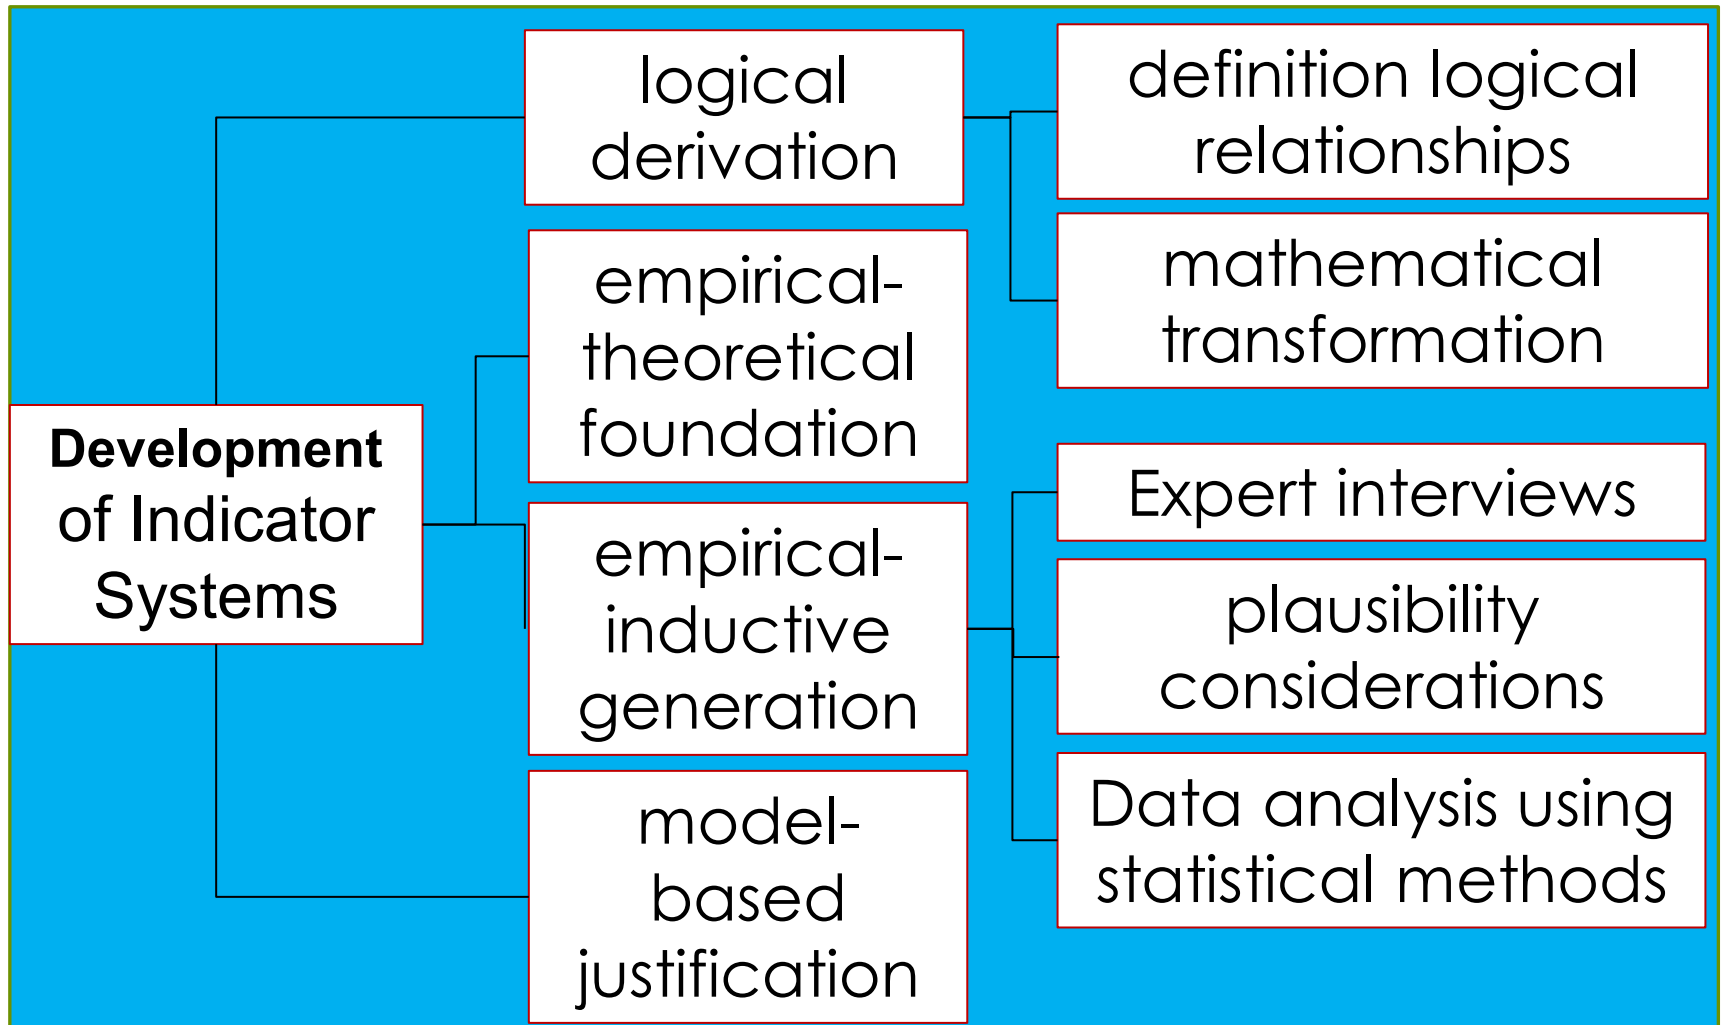 Development
of Indicator
Systems
logical
derivation
definition logical
relationships
mathematical
transformation
empirical-
theoretical
foundation
empirical-
inductive
generation
Expert interviews
plausibility
considerations
Data analysis using
statistical methods
model-
based
justification